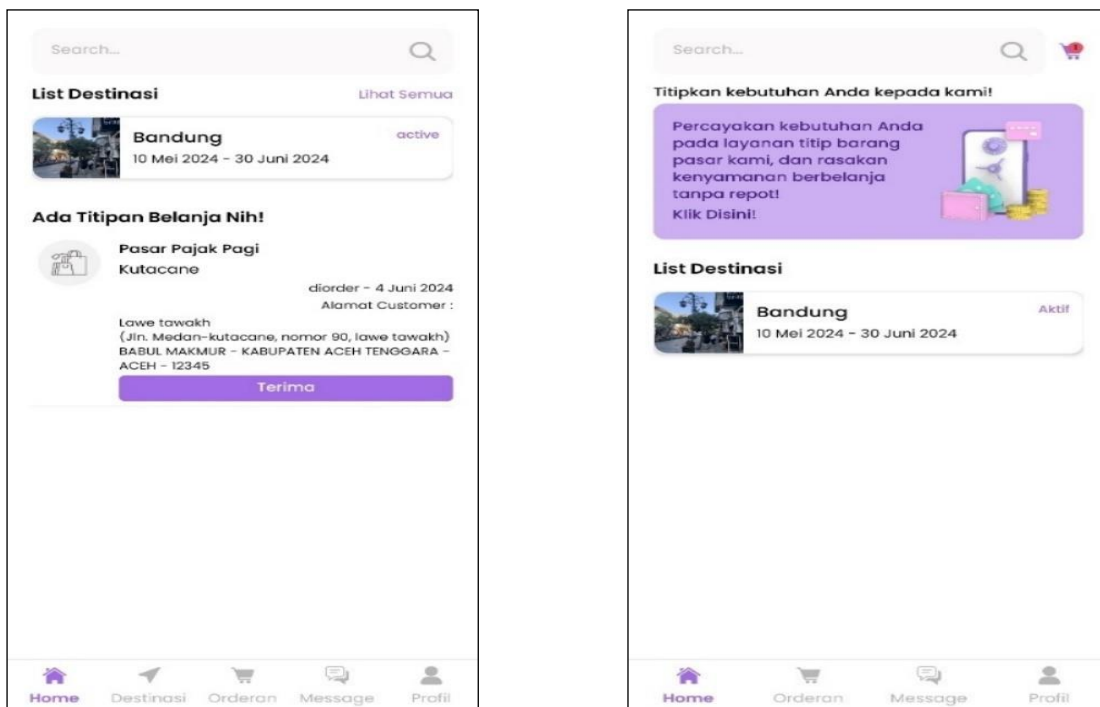 Search...
List Destinasi
Lihat Semua
Bandung
active
10 Mei 2024 - 30 Juni 2024
Ada Titipan Belanja Nih!
Pasar Pajak Pagi
Kutacane
diorder - 4 Juni 2024
Alamat Customer :
Lawe tawakh
(Jln. Medan-kutacane, nomor 90, lawe tawakh)
BABUL MAKMUR - KABUPATEN ACEH TENGGARA -
ACEH - 12345
Terima
Home Destinasi Orderan Message Profil
Search...
1
Titipkan kebutuhan Anda kepada kami!
Percayakan kebutuhan Anda
pada layanan titip barang
pasar kami, dan rasakan
kenyamanan berbelanja
tanpa repot!
Klik Disini!
List Destinasi
Bandung
Aktif
10 Mei 2024 - 30 Juni 2024
Home Orderan Message Profil